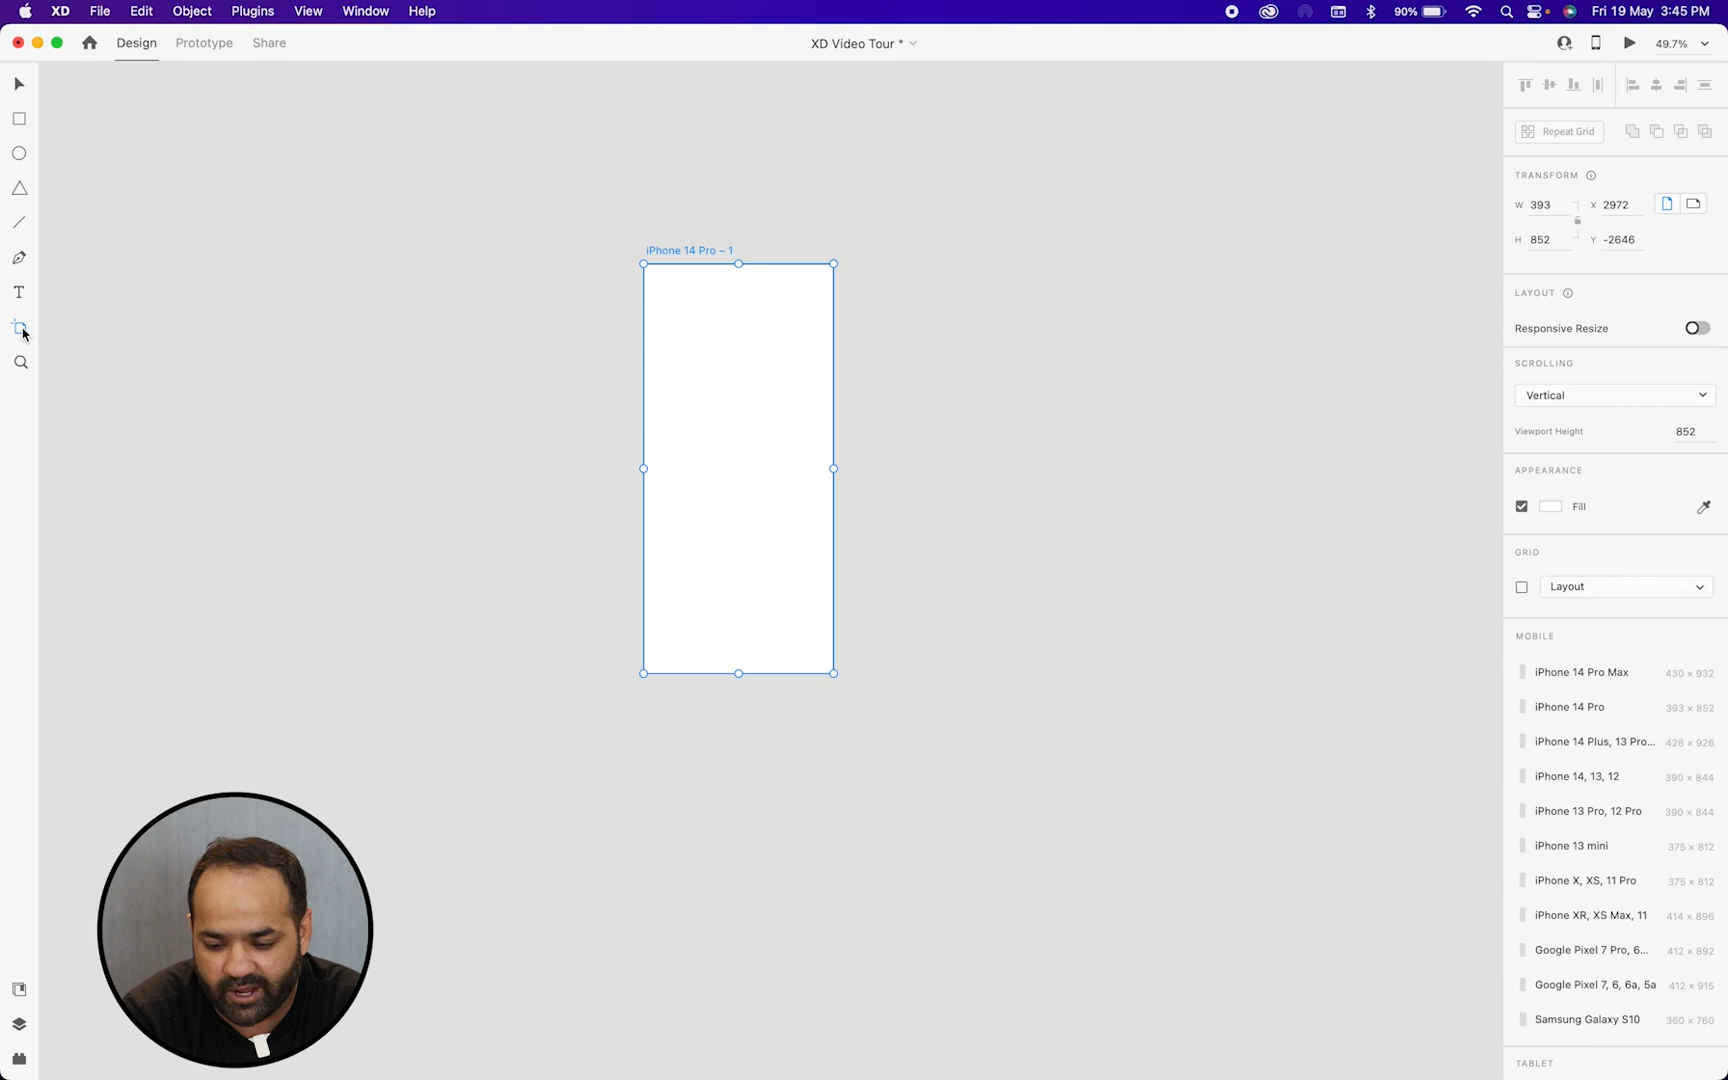 XD File Edit Object Plugins View Window Help 90% Fri 19 May 3:45 PM
Design Prototype Share XD Video Tour * 49.7%
Repeat Grid
TRANSFORM
W 393 X 2972
H 852 Y -2646
LAYOUT
Responsive Resize
SCROLLING
Vertical
Viewport Height 852
APPEARANCE
Fill
GRID
Layout
MOBILE
iPhone 14 Pro Max 430 × 932
iPhone 14 Pro 393 × 852
iPhone 14 Plus, 13 Pro... 428 × 926
iPhone 14, 13, 12 390 × 844
iPhone 13 Pro, 12 Pro 390 × 844
iPhone 13 mini 375 × 812
iPhone X, XS, 11 Pro 375 × 812
iPhone XR, XS Max, 11 414 × 896
Google Pixel 7 Pro, 6... 412 × 892
Google Pixel 7, 6, 6a, 5a 412 × 915
Samsung Galaxy S10 360 × 760
TABLET
iPhone 14 Pro – 1
T